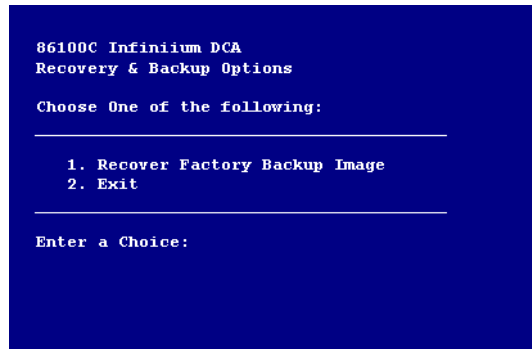 86100C Infiniium DCA
Recovery & Backup Options
Choose One of the following:
1. Recover Factory Backup Image
2. Exit
Enter a Choice: